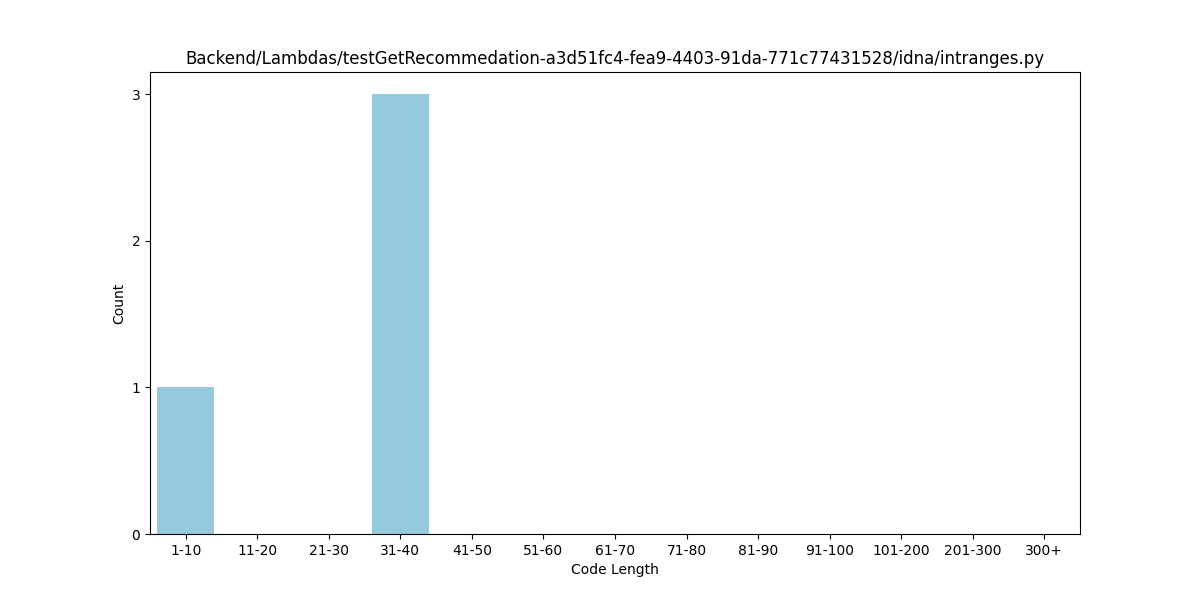 Backend/Lambdas/testGetRecommedation-a3d51fc4-fea9-4403-91da-771c77431528/idna/intranges.py
3
2
1
0
Count
1-10 11-20 21-30 31-40 41-50 51-60 61-70 71-80 81-90 91-100 101-200 201-300 300+
Code Length